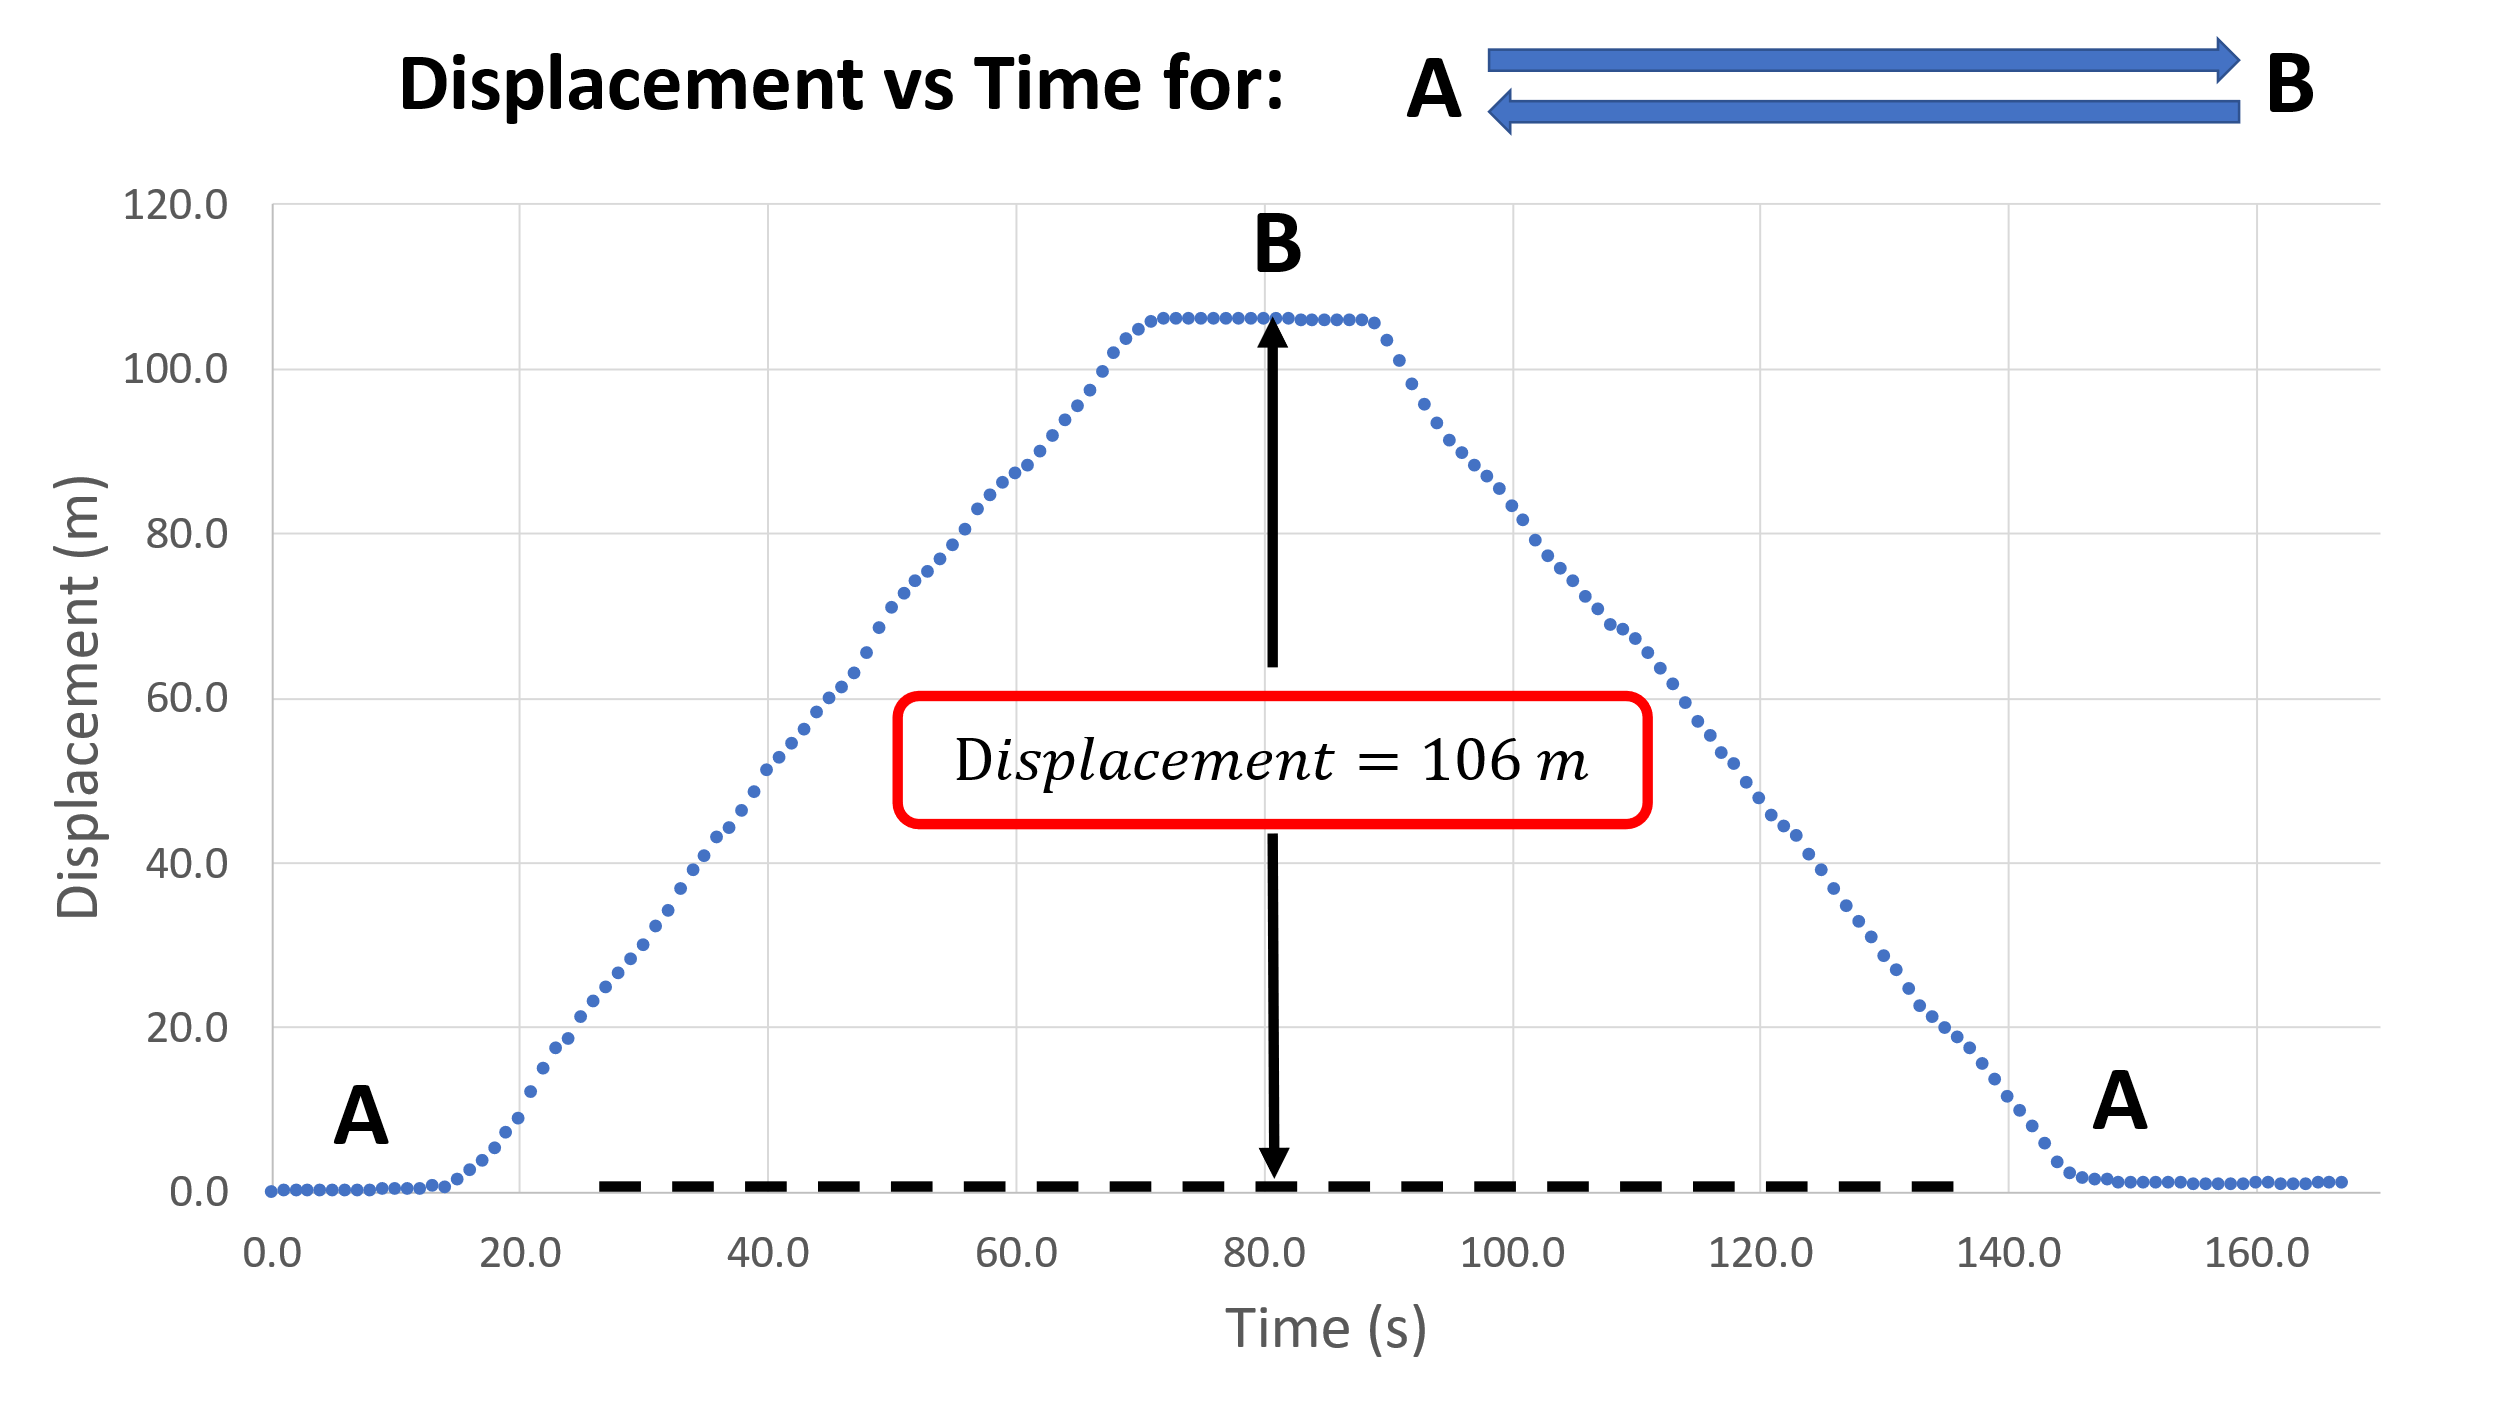 Displacement vs Time for: A B
120.0
B
100.0
80.0
60.0
Displacement = 106 m
40.0
20.0
A A
0.0
0.0 20.0 40.0 60.0 80.0 100.0 120.0 140.0 160.0
Displacement (m)
Time (s)